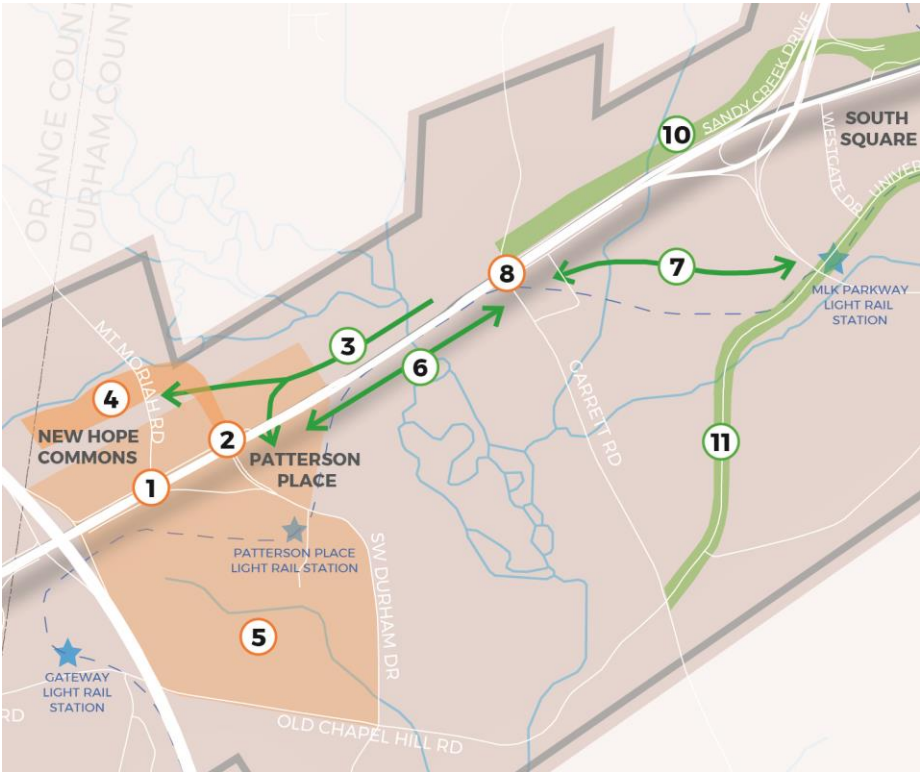 ORANGE COUNTY
DURHAM COUNTY
SANDY CREEK DRIVE
10
SOUTH
SQUARE
WESTGATE DR
UNIVER
8
7
MLK PARKWAY
LIGHT RAIL
STATION
MT MORIAH RD
3
6
4
GARRETT RD
NEW HOPE
COMMONS
2
PATTERSON
PLACE
11
1
PATTERSON PLACE
LIGHT RAIL STATION
SW DURHAM DR
5
GATEWAY
LIGHT RAIL
STATION
RD
OLD CHAPEL HILL RD